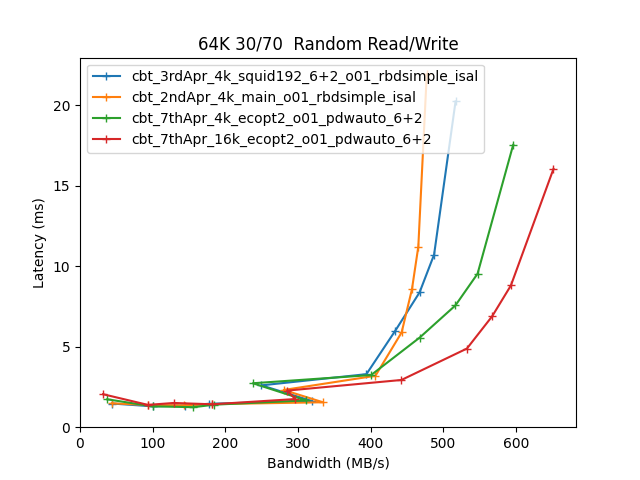 64K 30/70  Random Read/Write
cbt_3rdApr_4k_squid192_6+2_o01_rbdsimple_isal
cbt_2ndApr_4k_main_o01_rbdsimple_isal
cbt_7thApr_4k_ecopt2_o01_pdwauto_6+2
cbt_7thApr_16k_ecopt2_o01_pdwauto_6+2
Latency (ms)
20
15
10
5
0
0 100 200 300 400 500 600
Bandwidth (MB/s)